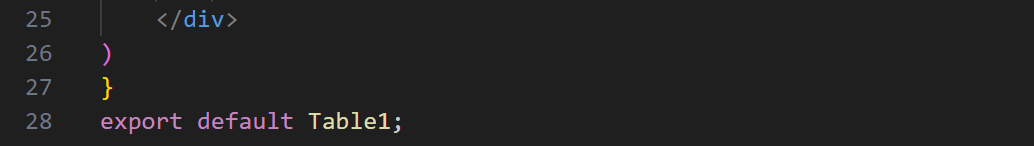 25 </div>
26 )
27 }
28 export default Table1;